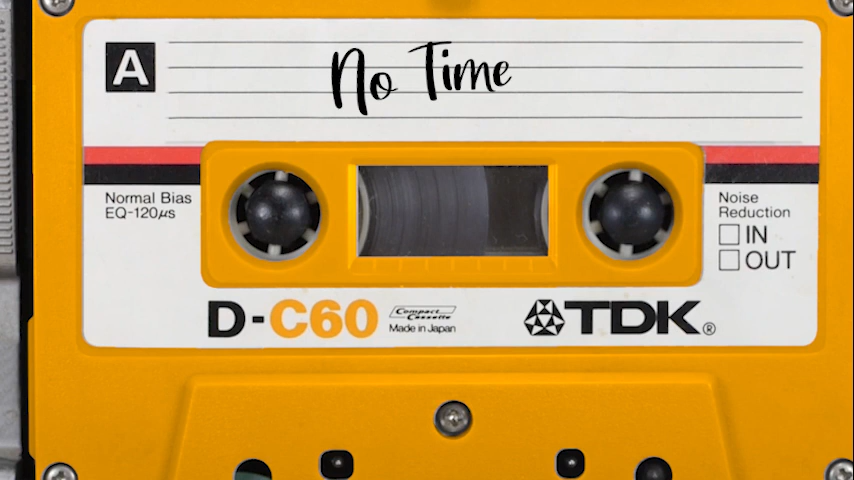 A
No Time
Normal Bias
EQ-120μs
Noise
Reduction
IN
OUT
D-C60
Compact
Cassette
Made in Japan
TDK®